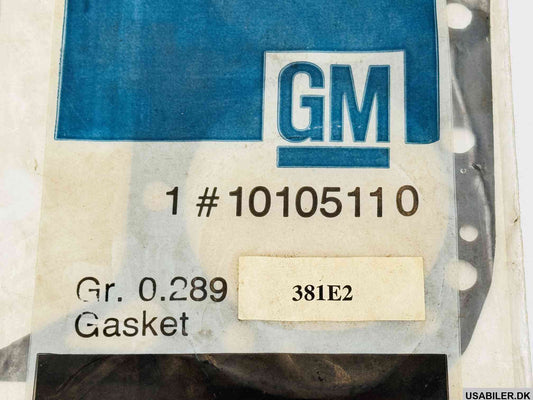 GM
1 # 10105110
Gr. 0.289
381E2
Gasket
USABILER.DK